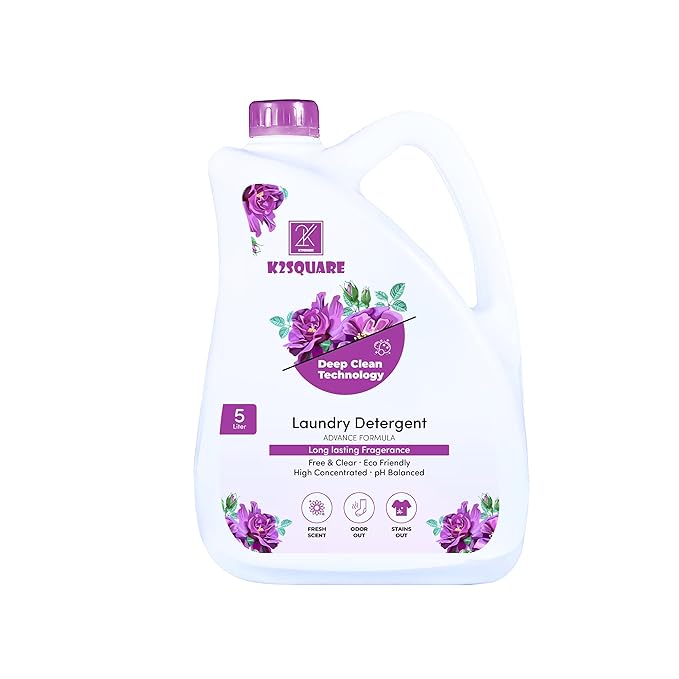 2K
K2SQUARE
Deep Clean
Technology
5
Liter
Laundry Detergent
ADVANCE FORMULA
Long lasting Fragerance
Free & Clear · Eco Friendly
High Concentrated · pH Balanced
FRESH
SCENT
ODOR
OUT
STAINS
OUT